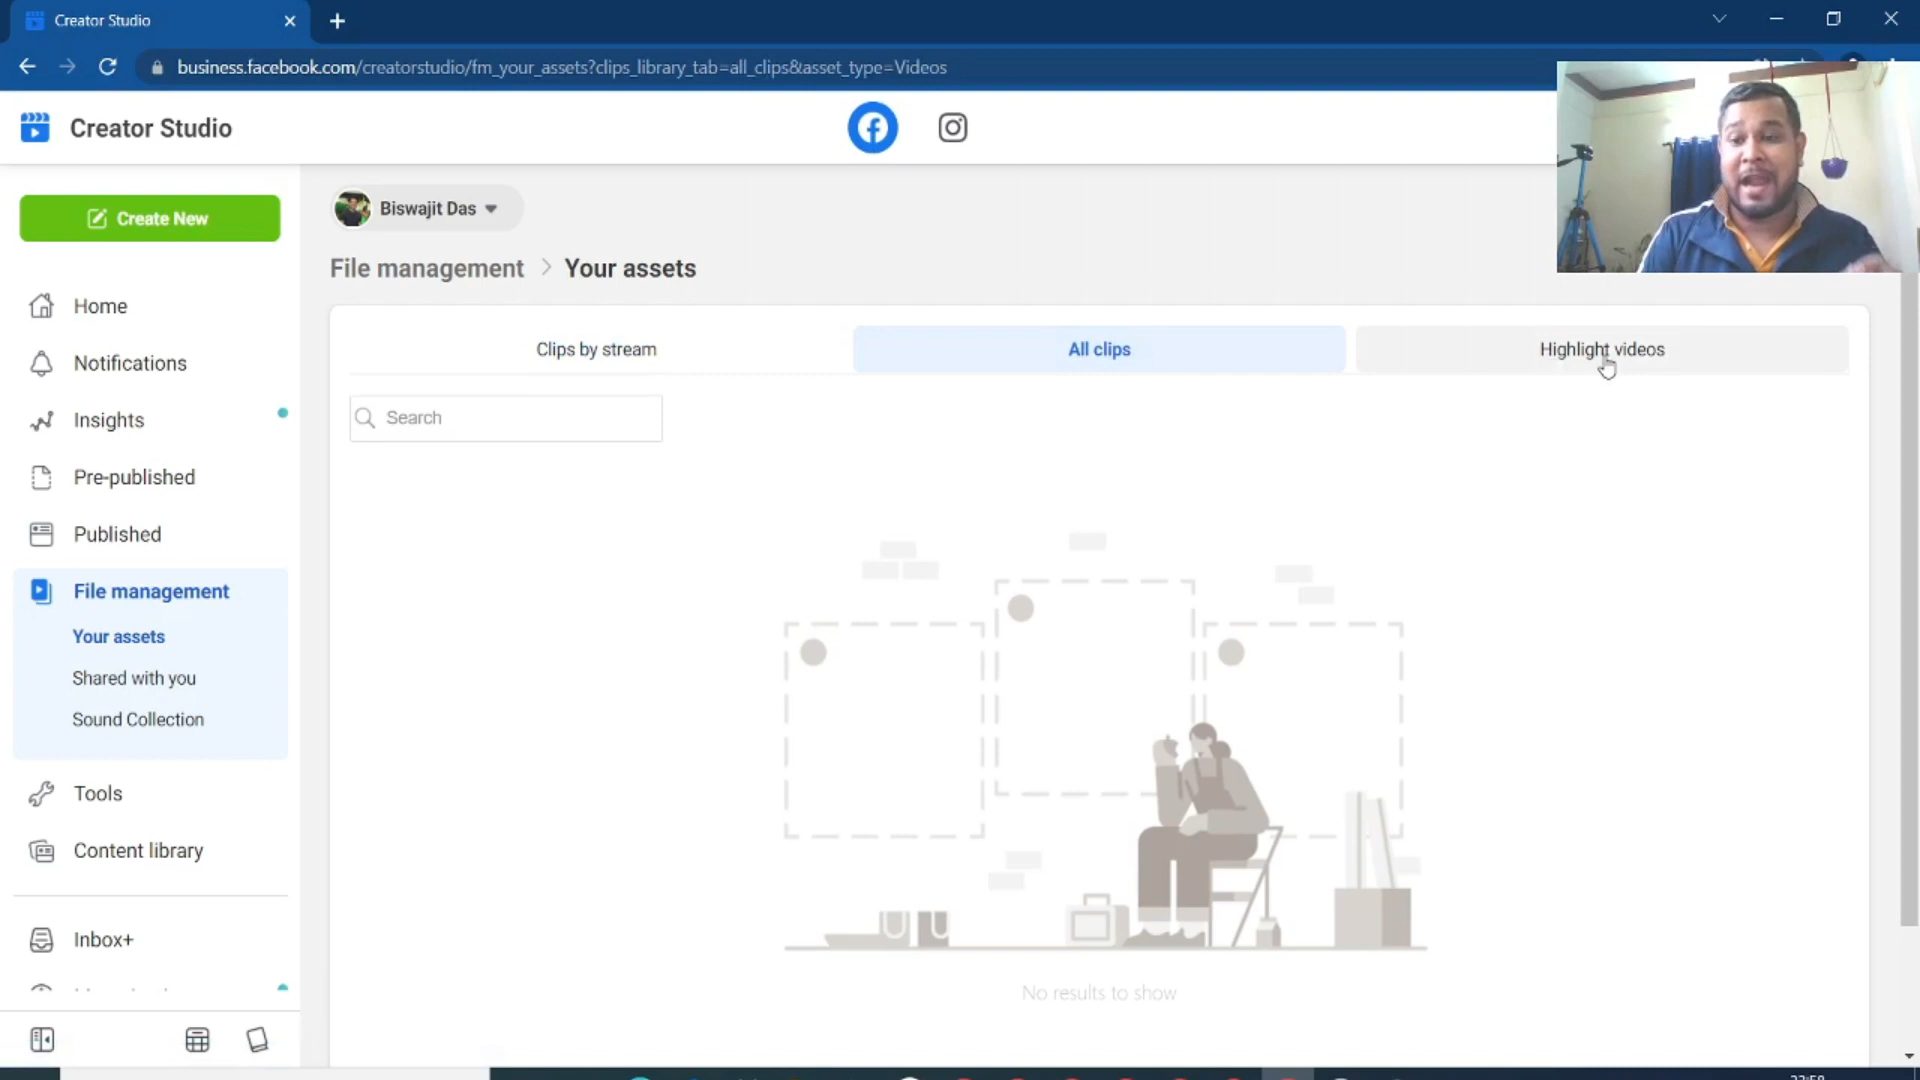 Creator Studio
business.facebook.com/creatorstudio/fm_your_assets?clips_library_tab=all_clips&asset_type=Videos
Creator Studio
Create New
Biswajit Das
File management > Your assets
Home
Notifications
Insights
Pre-published
Published
File management
Your assets
Shared with you
Sound Collection
Tools
Content library
Inbox+
Clips by stream
All clips
Highlight videos
Search
No results to show